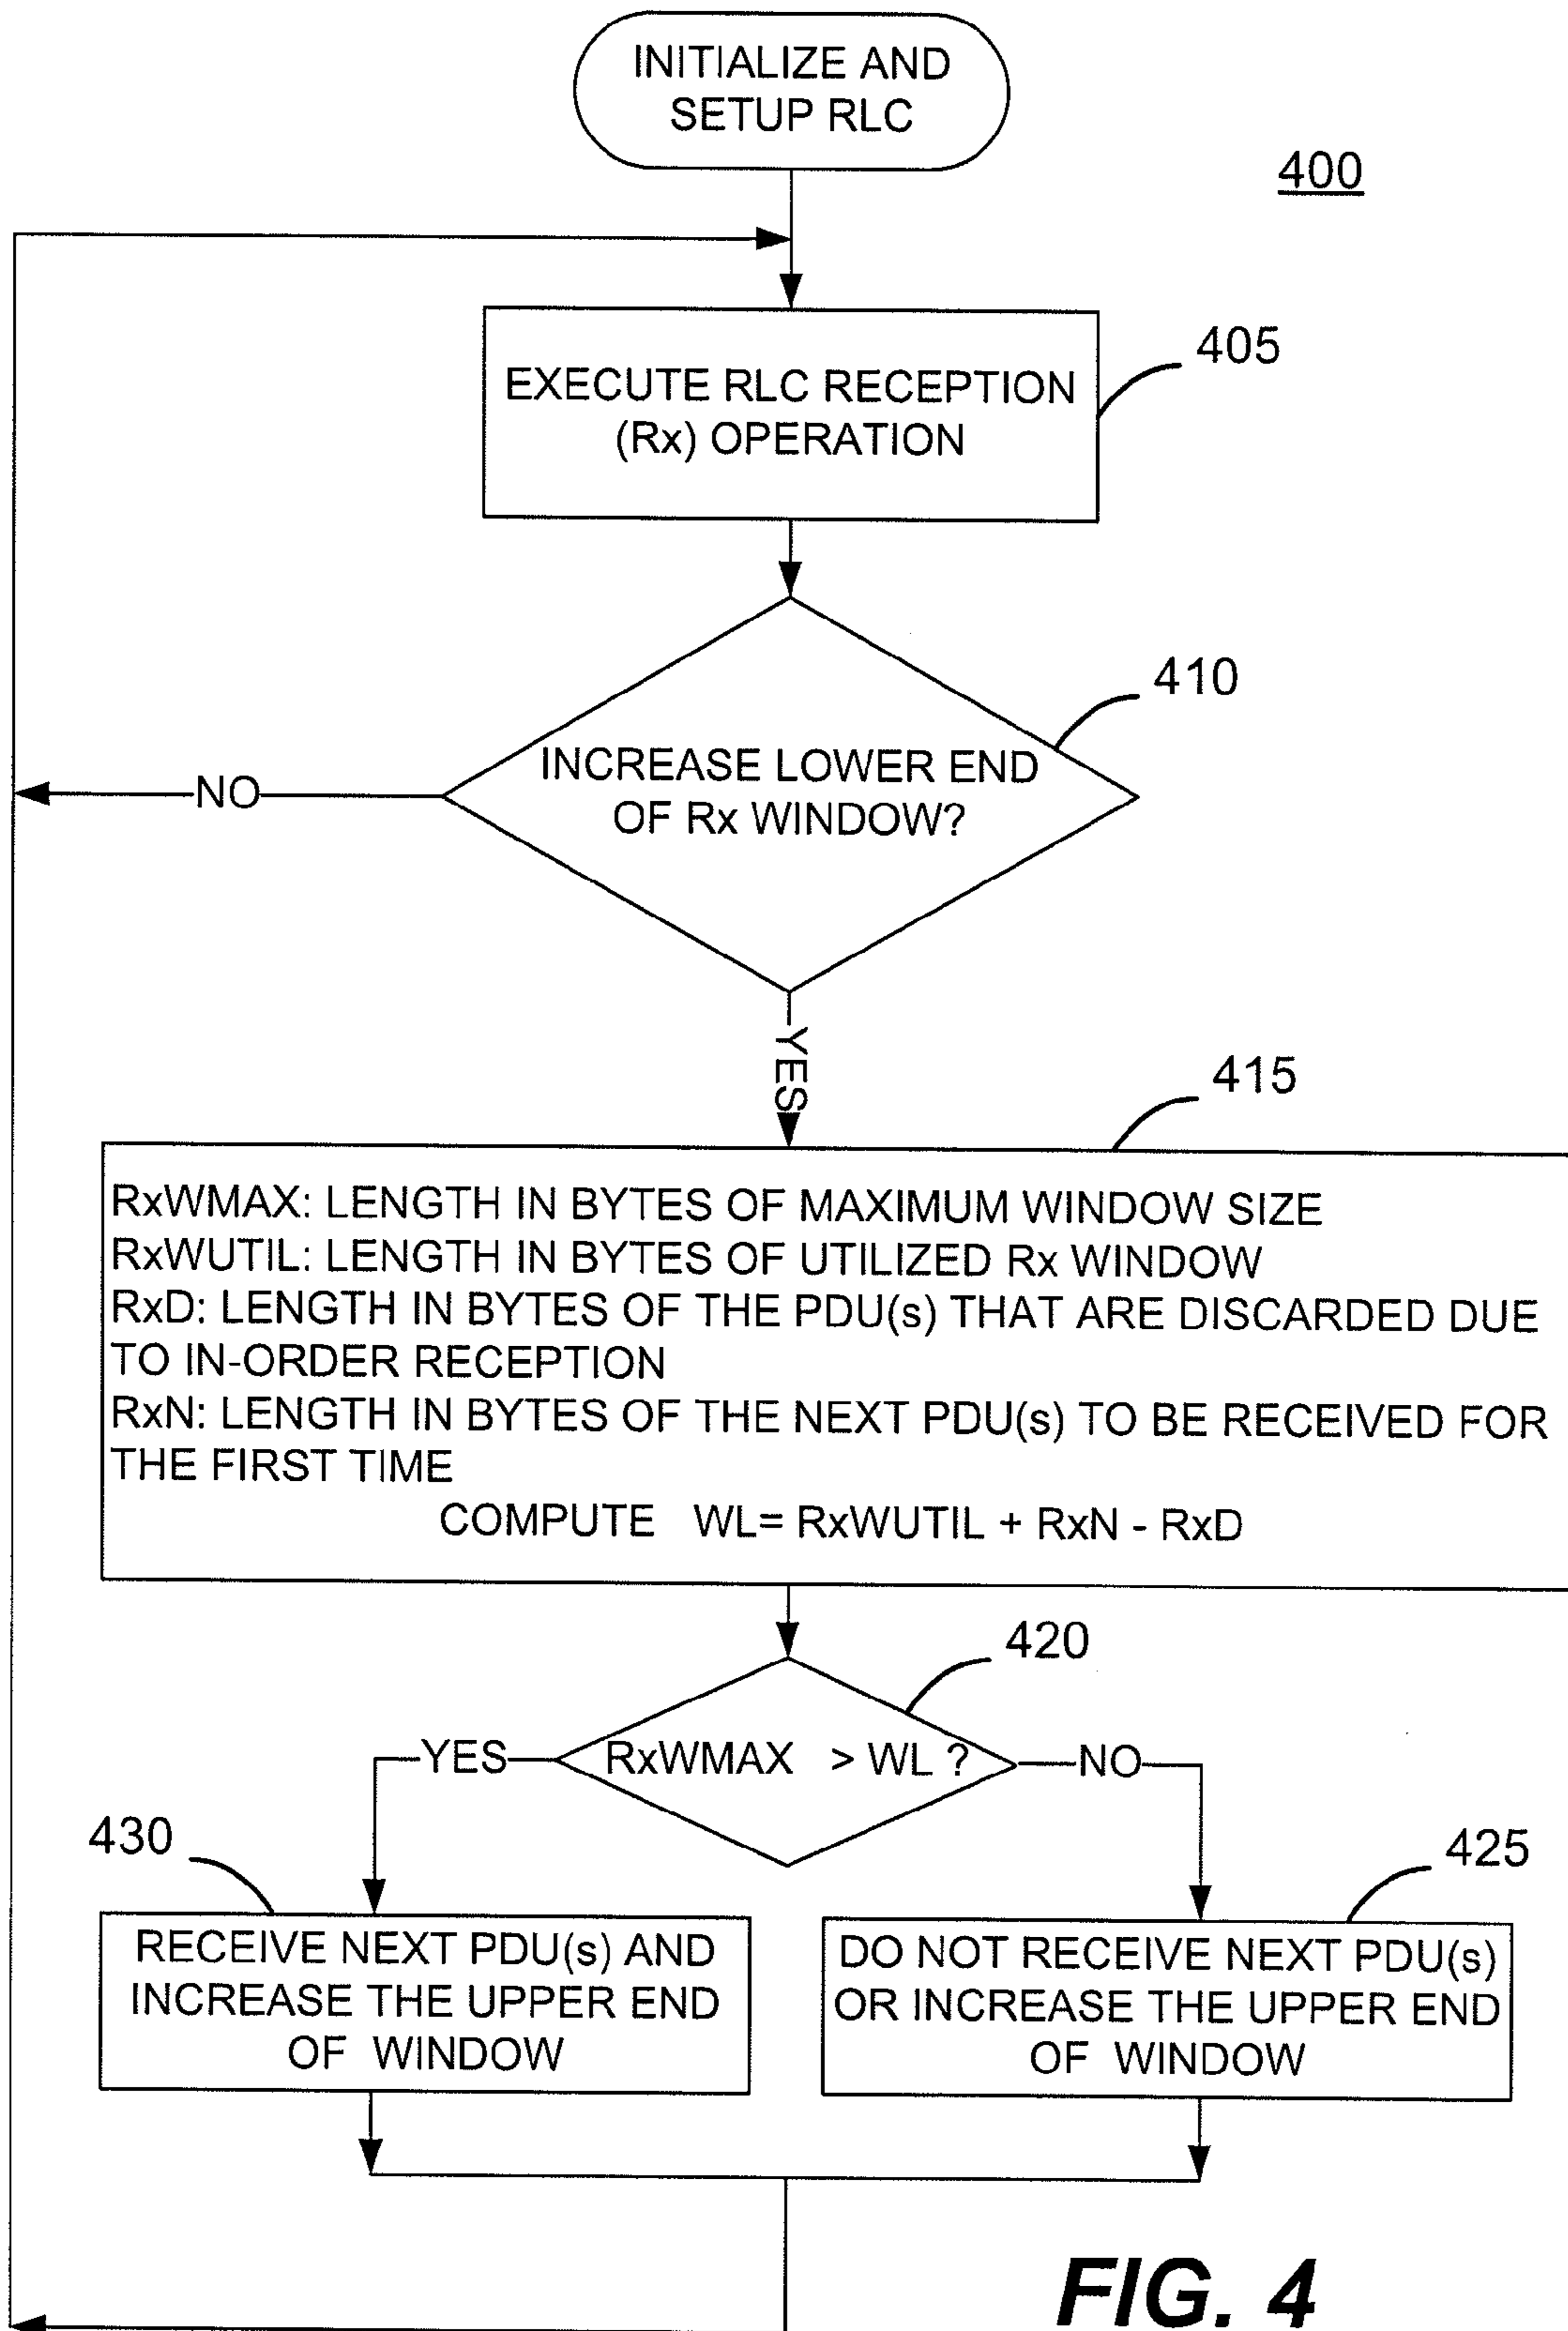 INITIALIZE AND
SETUP RLC
400
405
EXECUTE RLC RECEPTION
(Rx) OPERATION
410
INCREASE LOWER END
OF Rx WINDOW?
NO
YES
415
RxWMAX: LENGTH IN BYTES OF MAXIMUM WINDOW SIZE
RxWUTIL: LENGTH IN BYTES OF UTILIZED Rx WINDOW
RxD: LENGTH IN BYTES OF THE PDU(s) THAT ARE DISCARDED DUE
TO IN-ORDER RECEPTION
RxN: LENGTH IN BYTES OF THE NEXT PDU(s) TO BE RECEIVED FOR
THE FIRST TIME
COMPUTE WL= RxWUTIL + RxN - RxD
420
YES
RxWMAX > WL ?
NO
430
425
RECEIVE NEXT PDU(s) AND
INCREASE THE UPPER END
OF WINDOW
DO NOT RECEIVE NEXT PDU(s)
OR INCREASE THE UPPER END
OF WINDOW
FIG. 4